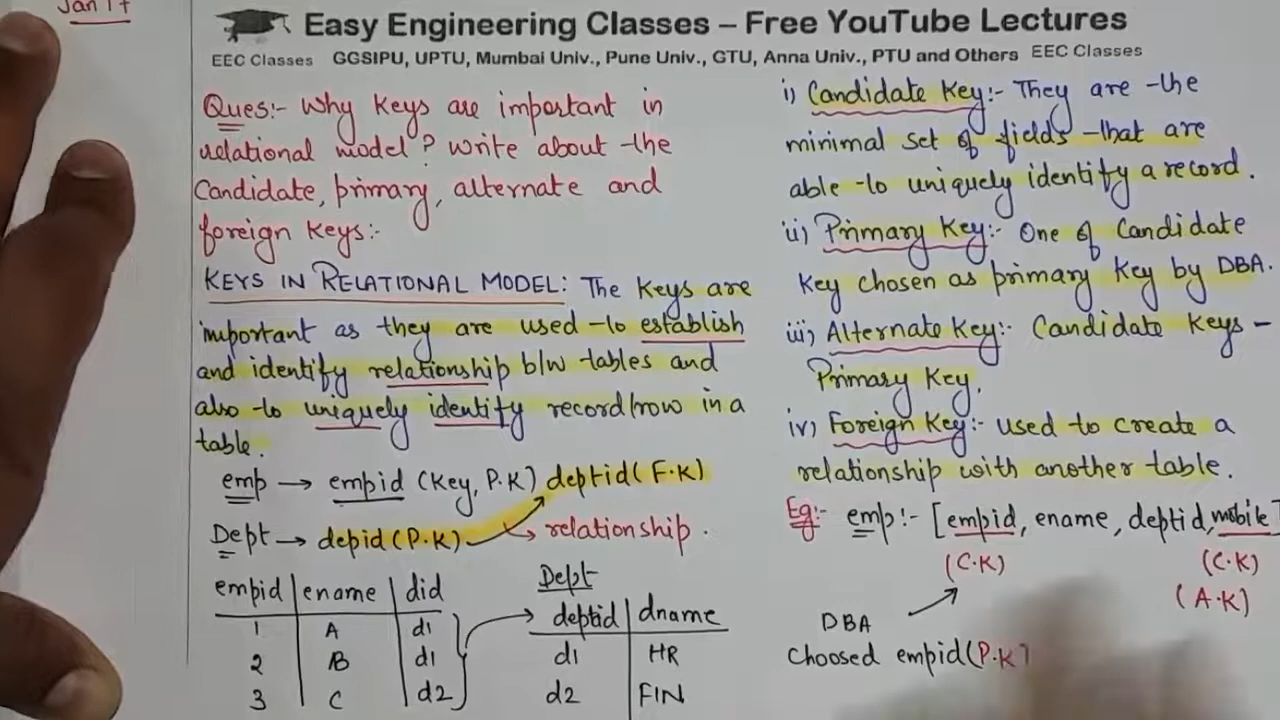 Jan 17
Easy Engineering Classes – Free YouTube Lectures
EEC Classes GGSIPU, UPTU, Mumbai Univ., Pune Univ., GTU, Anna Univ., PTU and Others EEC Classes
Ques:- Why Keys are important in
relational model? Write about the
Candidate, primary, alternate and
foreign keys:-
KEYS IN RELATIONAL MODEL: The keys are
important as they are used to establish
and identify relationship b/w tables and
also to uniquely identify record/row in a
table.
emp → empid (Key, P.K) deptid(F.K)
Dept → depid(P.K) → relationship.
empid ename did
1 A d1
2 B d1
3 C d2
Dept
deptid dname
d1 HR
d2 FIN
i) Candidate Key:- They are the
minimal set of fields that are
able to uniquely identify a record.
ii) Primary Key:- One of Candidate
Key chosen as primary key by DBA.
iii) Alternate Key:- Candidate Keys -
Primary Key.
iv) Foreign Key:- used to create a
relationship with another table.
Eg:- emp:- [empid, ename, deptid, mobile]
(C.K) (C.K)
(A.K)
DBA
Choosed empid(P.K)